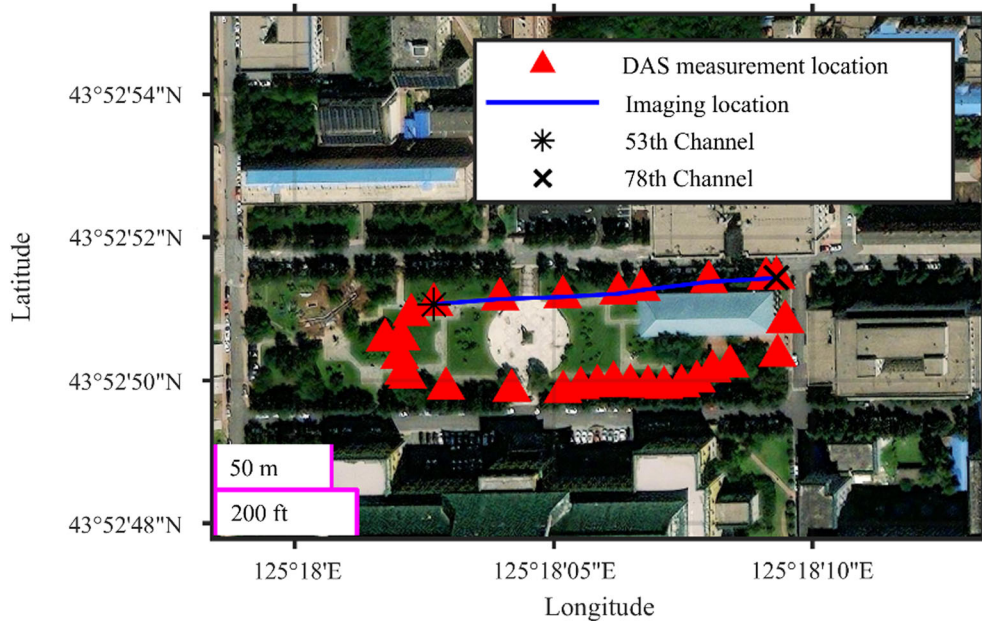 DAS measurement location
Imaging location
53th Channel
78th Channel
43°52'54"N
43°52'52"N
43°52'50"N
43°52'48"N
Latitude
50 m
200 ft
125°18'E
125°18'05"E
125°18'10"E
Longitude